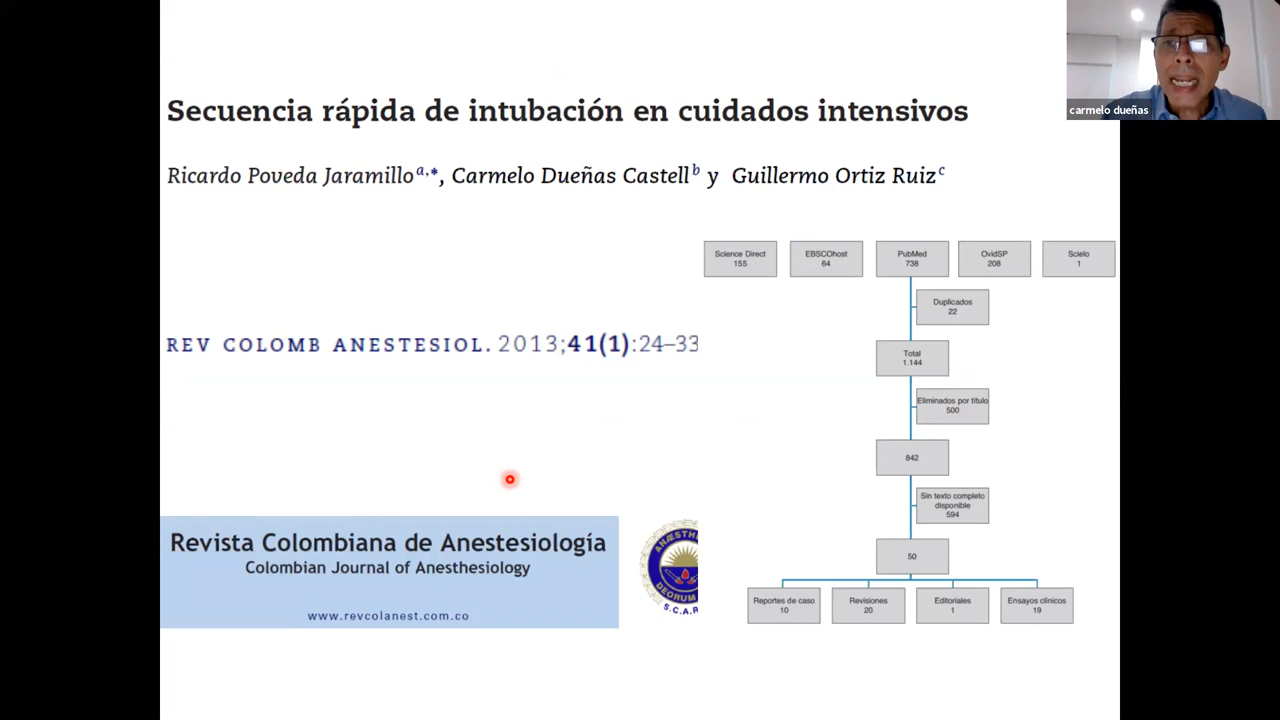 carmelo dueñas
Secuencia rápida de intubación en cuidados intensivos
Ricardo Poveda Jaramillo a,*, Carmelo Dueñas Castell b y Guillermo Ortiz Ruiz c
Science Direct
155
EBSCOhost
64
PubMed
738
OvidSP
208
Scielo
1
Duplicados
22
REV COLOMB ANESTESIOL. 2013;41(1):24–33
Total
1.144
Eliminados por título
500
842
Sin texto completo
disponible
594
50
Reportes de caso
10
Revisiones
20
Editoriales
1
Ensayos clínicos
19
Revista Colombiana de Anestesiología
Colombian Journal of Anesthesiology
www.revcolanest.com.co
DEORUM
S.C.A.R